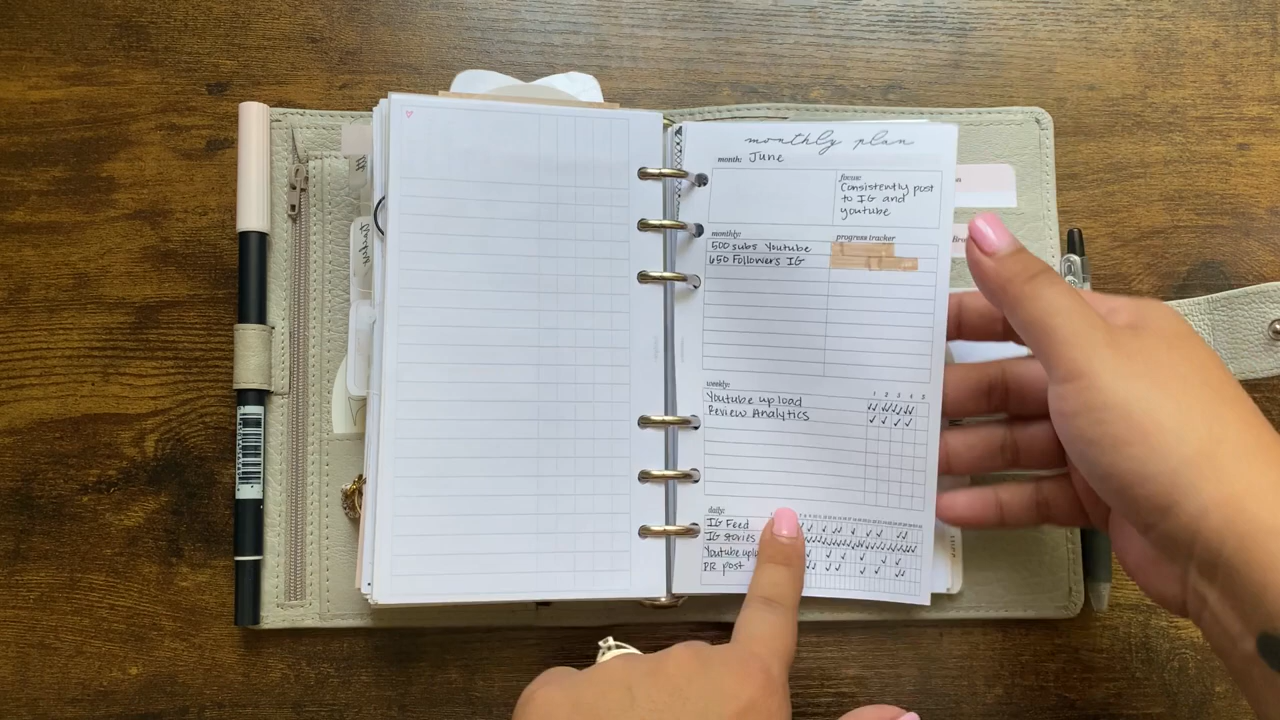 monthly plan
month: June
focus:
Consistently post
to IG and
youtube
monthly: progress tracker
500 subs Youtube
650 Followers IG
weekly: 1 2 3 4 5
Youtube upload
Review Analytics
daily:
IG Feed
IG stories
Youtube uplo
PR post